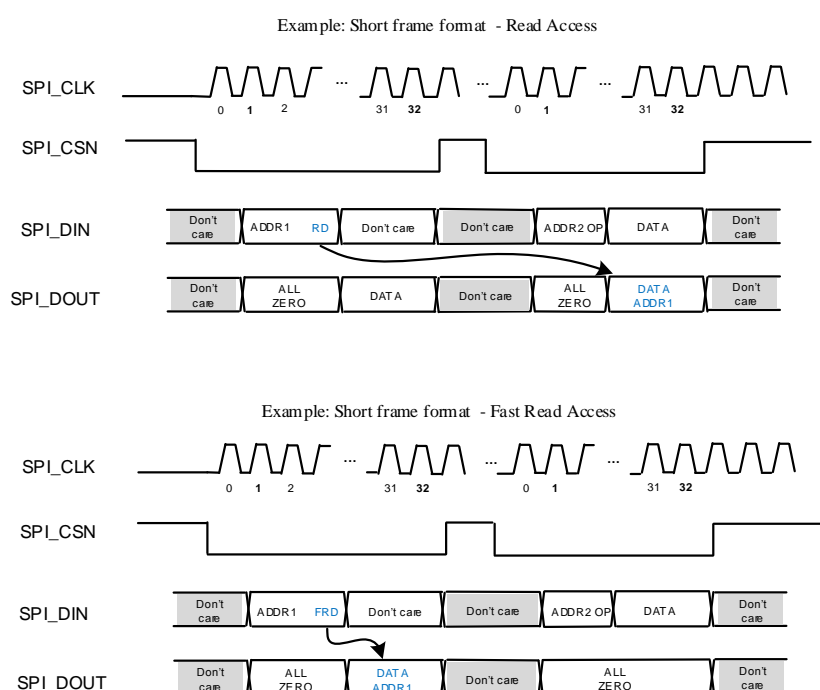 Example: Short frame format - Read Access
SPI_CLK
... ... ...
0 1 2 31 32 0 1 31 32
SPI_CSN
SPI_DIN
Don't care
ADDR1 RD
Don't care
Don't care
ADDR2 OP
DATA
Don't care
SPI_DOUT
Don't care
ALL ZERO
DATA
Don't care
ALL ZERO
DATA ADDR1
Don't care
Example: Short frame format - Fast Read Access
SPI_CLK
... ... ...
0 1 2 31 32 0 1 31 32
SPI_CSN
SPI_DIN
Don't care
ADDR1 FRD
Don't care
Don't care
ADDR2 OP
DATA
Don't care
SPI_DOUT
Don't care
ALL ZERO
DATA ADDR1
Don't care
ALL ZERO
Don't care